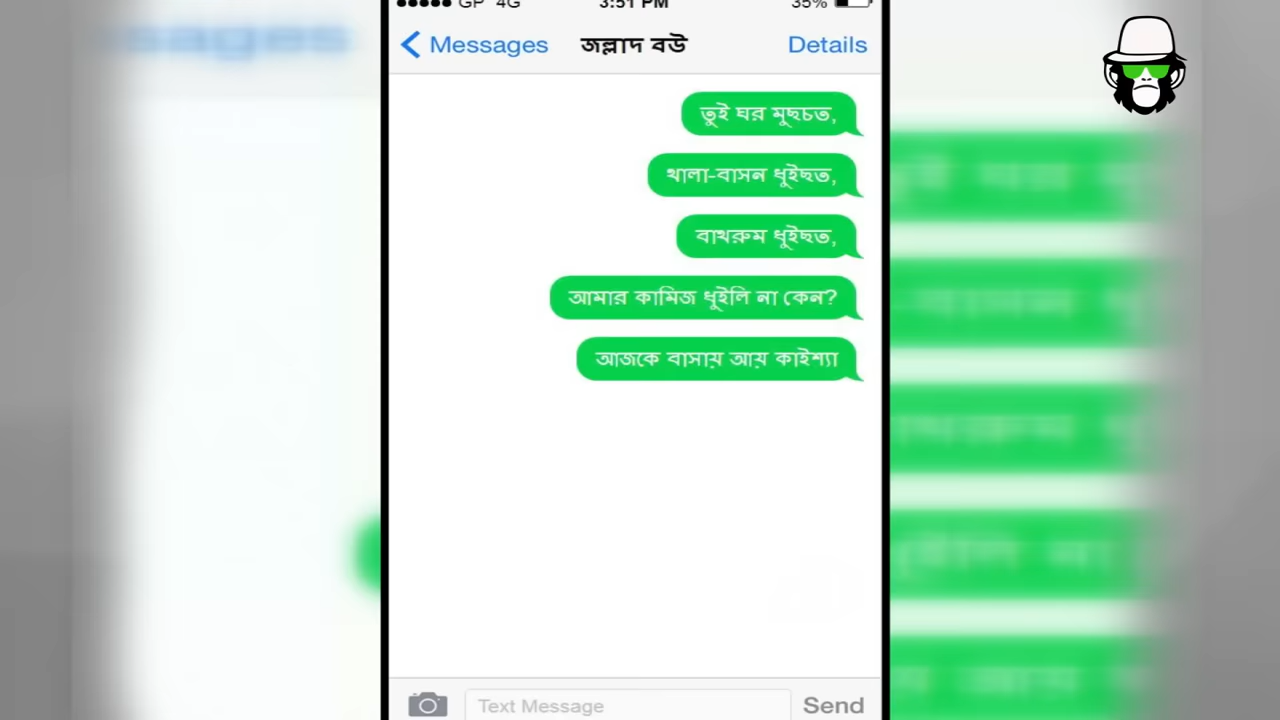 GP 4G 3:51 PM 35%
Messages জল্লাদ বউ Details
তুই ঘর মুছচত,
থালা-বাসন ধুইছত,
বাথরুম ধুইছত,
আমার কামিজ ধুইলি না কেন?
আজকে বাসায় আয় কাইশ্যা
Text Message Send